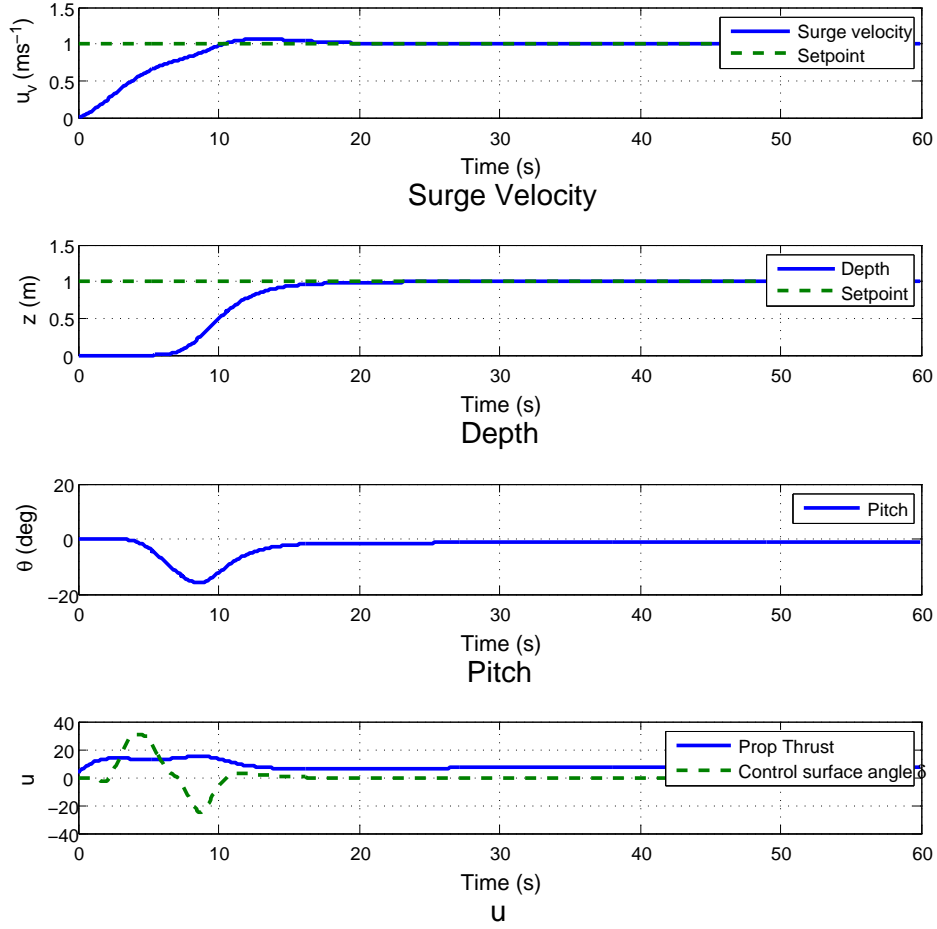 1.5
1
0.5
0
u_v (ms⁻¹)
Surge velocity
Setpoint
0 10 20 30 40 50 60
Time (s)
Surge Velocity
1.5
1
0.5
0
z (m)
Depth
Setpoint
0 10 20 30 40 50 60
Time (s)
Depth
20
0
−20
θ (deg)
Pitch
0 10 20 30 40 50 60
Time (s)
Pitch
40
20
0
−20
−40
u
Prop Thrust
Control surface angle δ
0 10 20 30 40 50 60
Time (s)
u